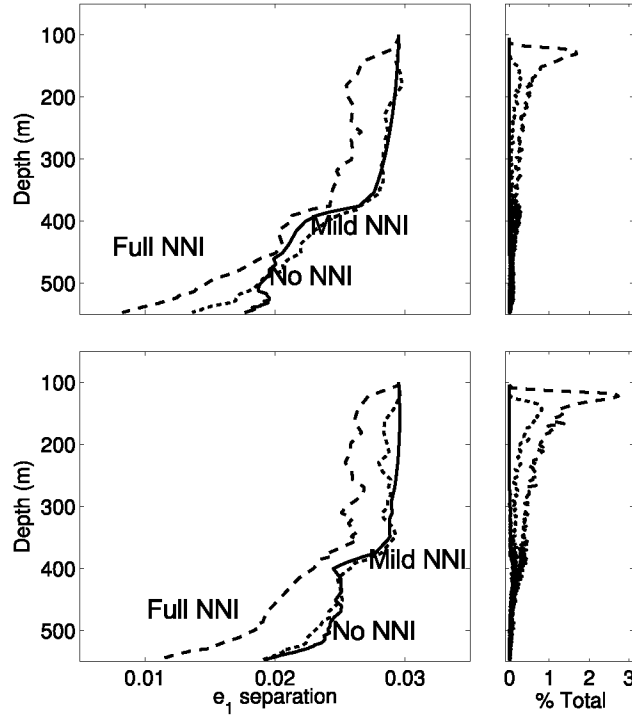 100
200
300
400
500
Depth (m)
Full NNI
Mild NNI
No NNI
100
200
300
400
500
Depth (m)
Full NNI
Mild NNI
No NNI
0.01 0.02 0.03
e1 separation
0 1 2 3
% Total